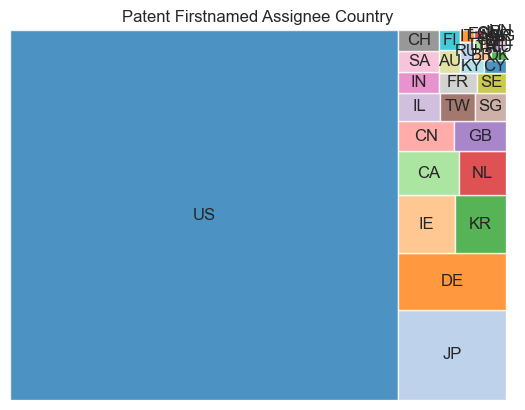 Patent Firstnamed Assignee Country
CH
FI
SA
AU
RU
KY
CY
IN
FR
SE
IL
TW
SG
CN
GB
CA
NL
US
IE
KR
DE
JP